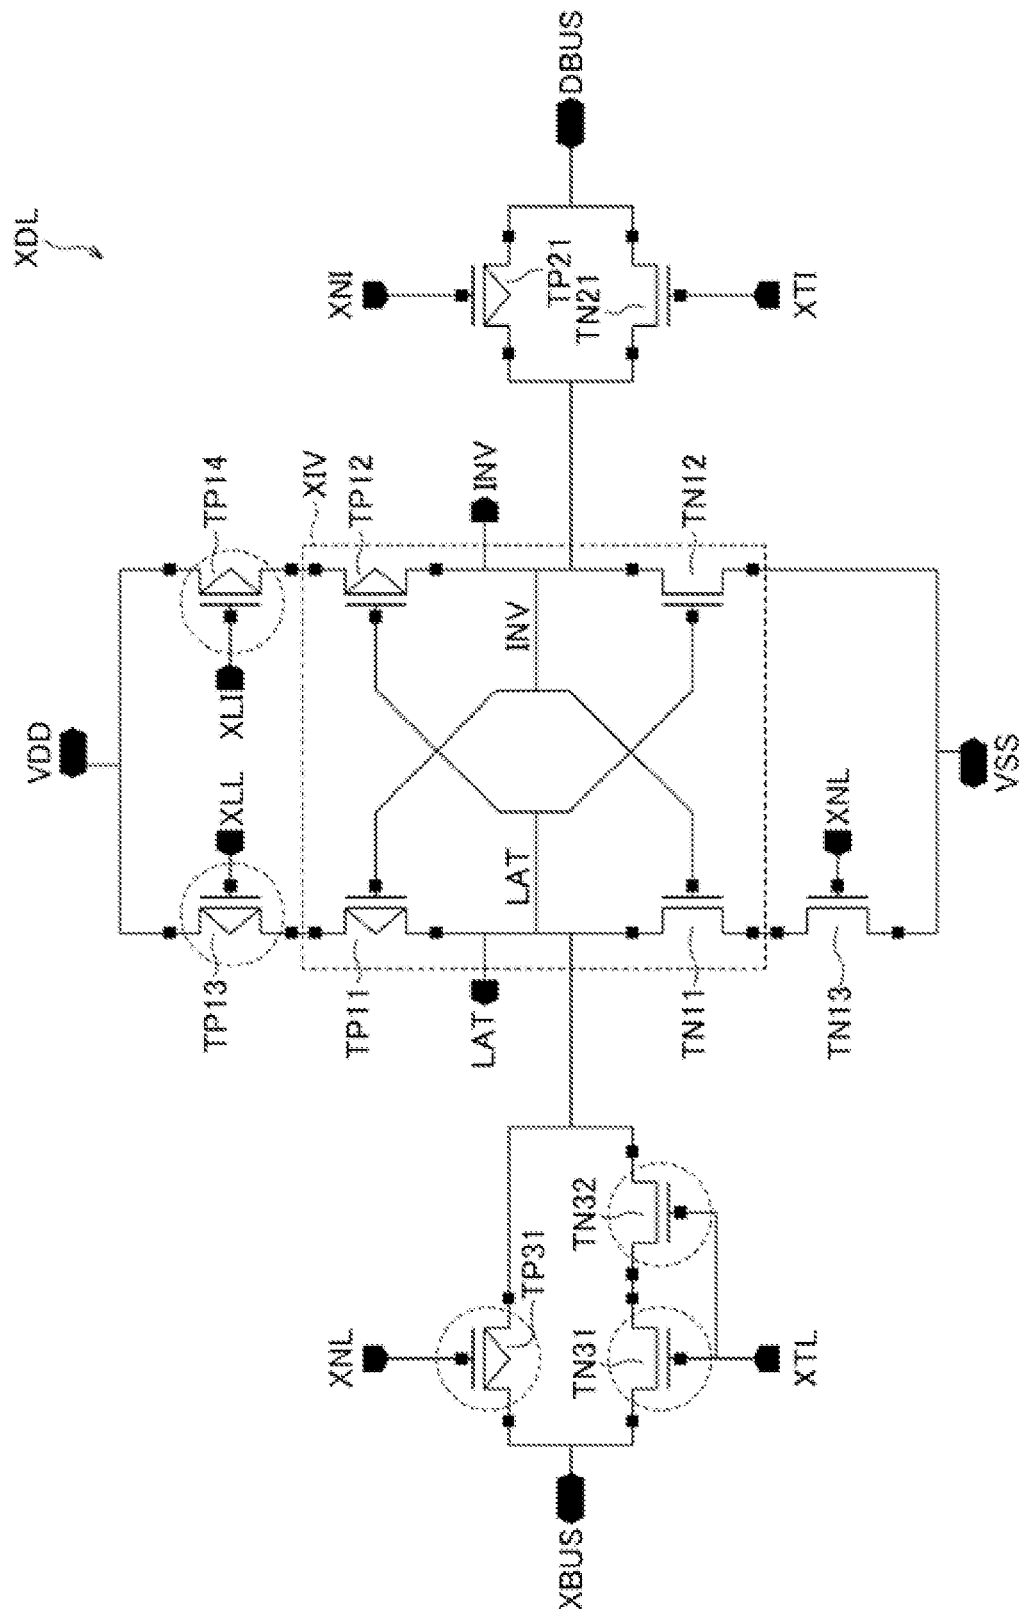 XDL
VDD
TP13
XLL
XLI
TP14
XIV
XNL
XNI
TP11
TP12
LAT
INV
LAT
INV
TP31
TP21
XBUS
DBUS
TN31
TN32
TN21
TN11
TN12
XTL
XTI
TN13
XNL
VSS